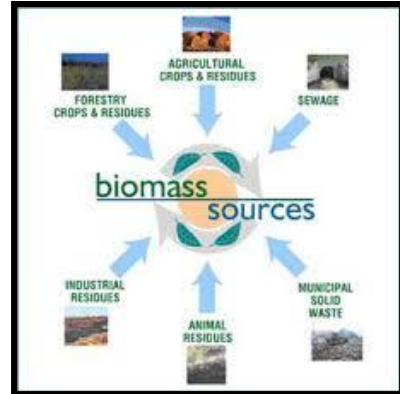 AGRICULTURAL
CROPS & RESIDUES
FORESTRY
CROPS & RESIDUES
SEWAGE
biomass
sources
INDUSTRIAL
RESIDUES
MUNICIPAL
SOLID
WASTE
ANIMAL
RESIDUES